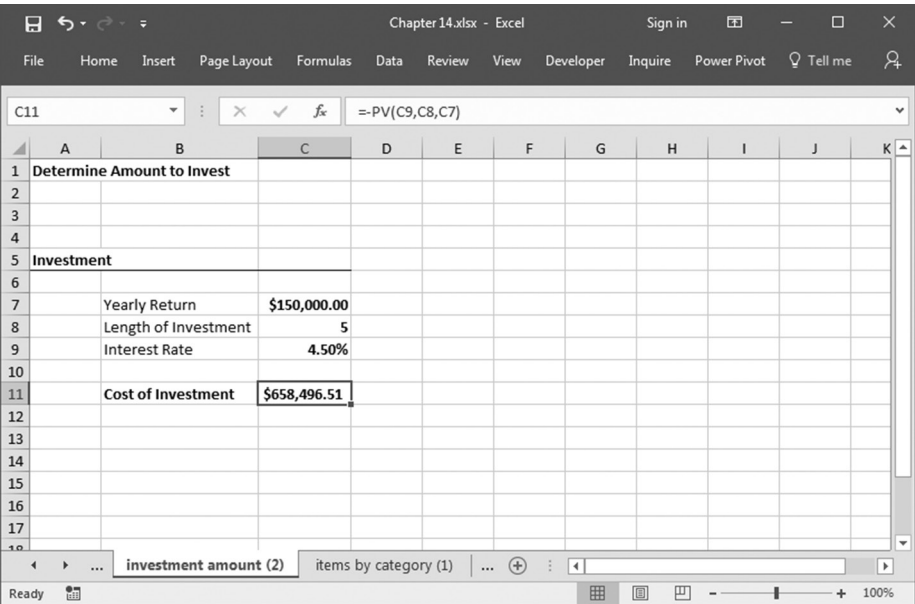 Chapter 14.xlsx - Excel Sign in
File Home Insert Page Layout Formulas Data Review View Developer Inquire Power Pivot Tell me
C11 fx =-PV(C9,C8,C7)
A B C D E F G H I J K
1 Determine Amount to Invest
2
3
4
5 Investment
6
7 Yearly Return $150,000.00
8 Length of Investment 5
9 Interest Rate 4.50%
10
11 Cost of Investment $658,496.51
12
13
14
15
16
17
18
... investment amount (2) items by category (1) ...
Ready 100%